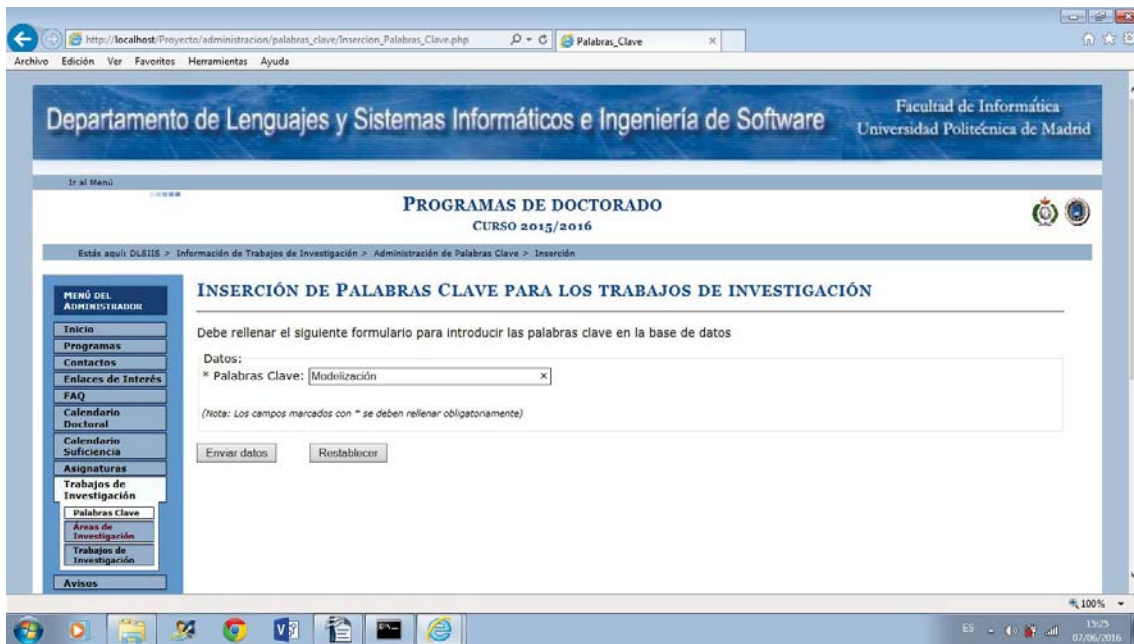 http://localhost/Proyecto/administracion/palabras_clave/Insercion_Palabras_Clave.php
Palabras_Clave
Archivo Edición Ver Favoritos Herramientas Ayuda
Departamento de Lenguajes y Sistemas Informáticos e Ingeniería de Software
Facultad de Informática
Universidad Politécnica de Madrid
Ir al Menú
PROGRAMAS DE DOCTORADO
CURSO 2015/2016
Estás aquí: DLSIIS > Información de Trabajos de Investigación > Administración de Palabras Clave > Inserción
MENÚ DEL
ADMINISTRADOR
Inicio
Programas
Contactos
Enlaces de Interés
FAQ
Calendario
Doctoral
Calendario
Suficiencia
Asignaturas
Trabajos de
Investigación
Palabras Clave
Áreas de
Investigación
Trabajos de
Investigación
Avisos
INSERCIÓN DE PALABRAS CLAVE PARA LOS TRABAJOS DE INVESTIGACIÓN
Debe rellenar el siguiente formulario para introducir las palabras clave en la base de datos
Datos:
* Palabras Clave: Modelización
(Nota: Los campos marcados con * se deben rellenar obligatoriamente)
Enviar datos Restablecer
100%
ES
15:25
07/06/2016